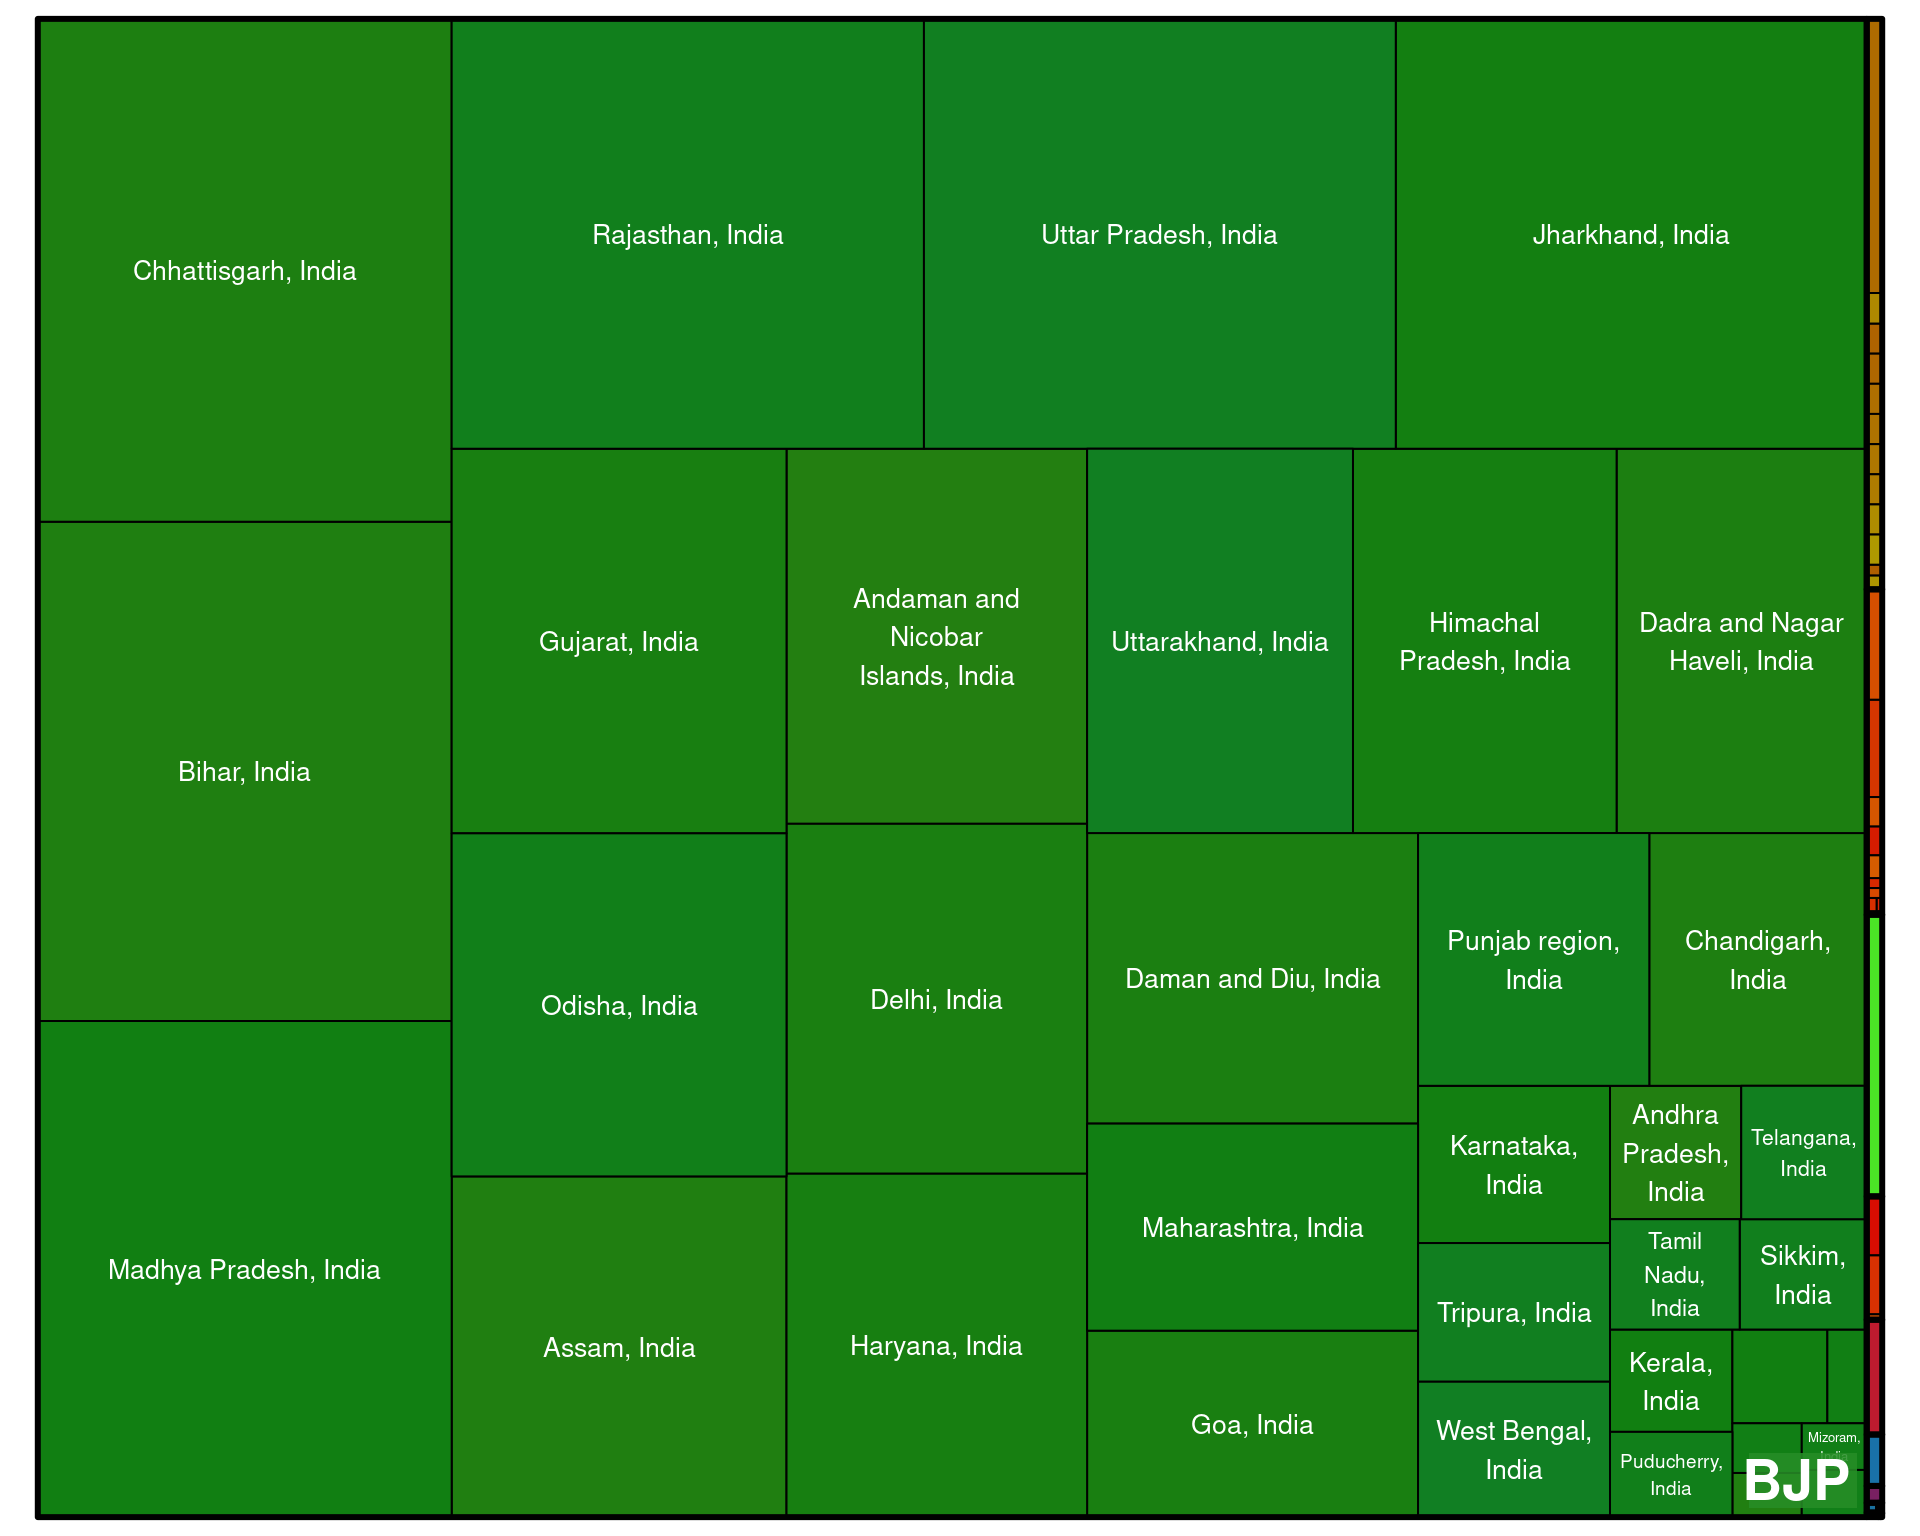 Chhattisgarh, India
Rajasthan, India
Uttar Pradesh, India
Jharkhand, India
Bihar, India
Gujarat, India
Andaman and
Nicobar
Islands, India
Uttarakhand, India
Himachal
Pradesh, India
Dadra and Nagar
Haveli, India
Madhya Pradesh, India
Odisha, India
Delhi, India
Daman and Diu, India
Punjab region,
India
Chandigarh,
India
Assam, India
Haryana, India
Maharashtra, India
Goa, India
Karnataka,
India
Andhra
Pradesh,
India
Telangana,
India
Tripura, India
Tamil
Nadu,
India
Sikkim,
India
West Bengal,
India
Kerala,
India
Puducherry,
India
Mizoram,
India
BJP